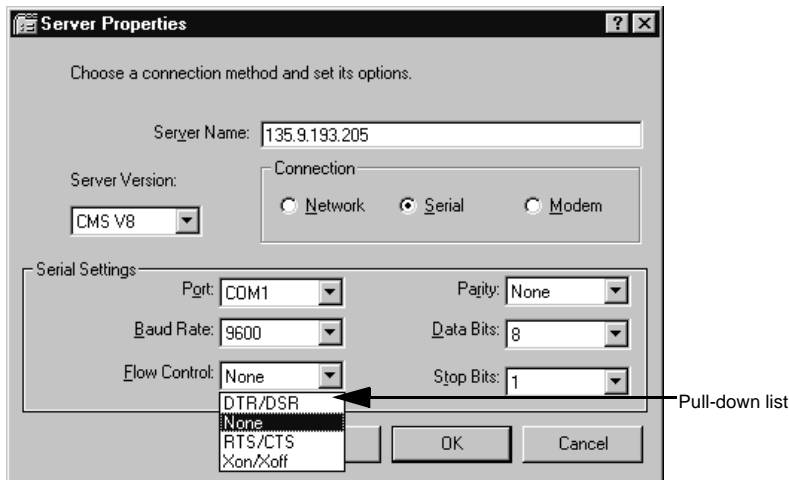 Server Properties
Choose a connection method and set its options.
Server Name: 135.9.193.205
Server Version:
CMS V8
Connection
Network Serial Modem
Serial Settings
Port: COM1
Parity: None
Baud Rate: 9600
Data Bits: 8
Flow Control: None
Stop Bits: 1
DTR/DSR
None
RTS/CTS
Xon/Xoff
Pull-down list
OK Cancel